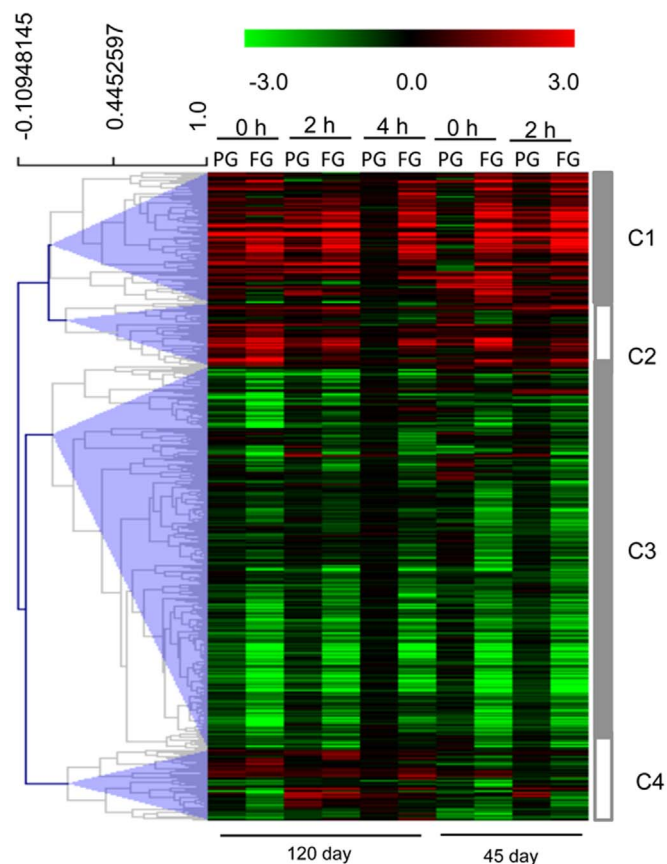 -0.10948145
0.4452597
1.0
-3.0 0.0 3.0
0 h 2 h 4 h 0 h 2 h
PG FG PG FG PG FG PG FG PG FG
C1
C2
C3
C4
120 day 45 day